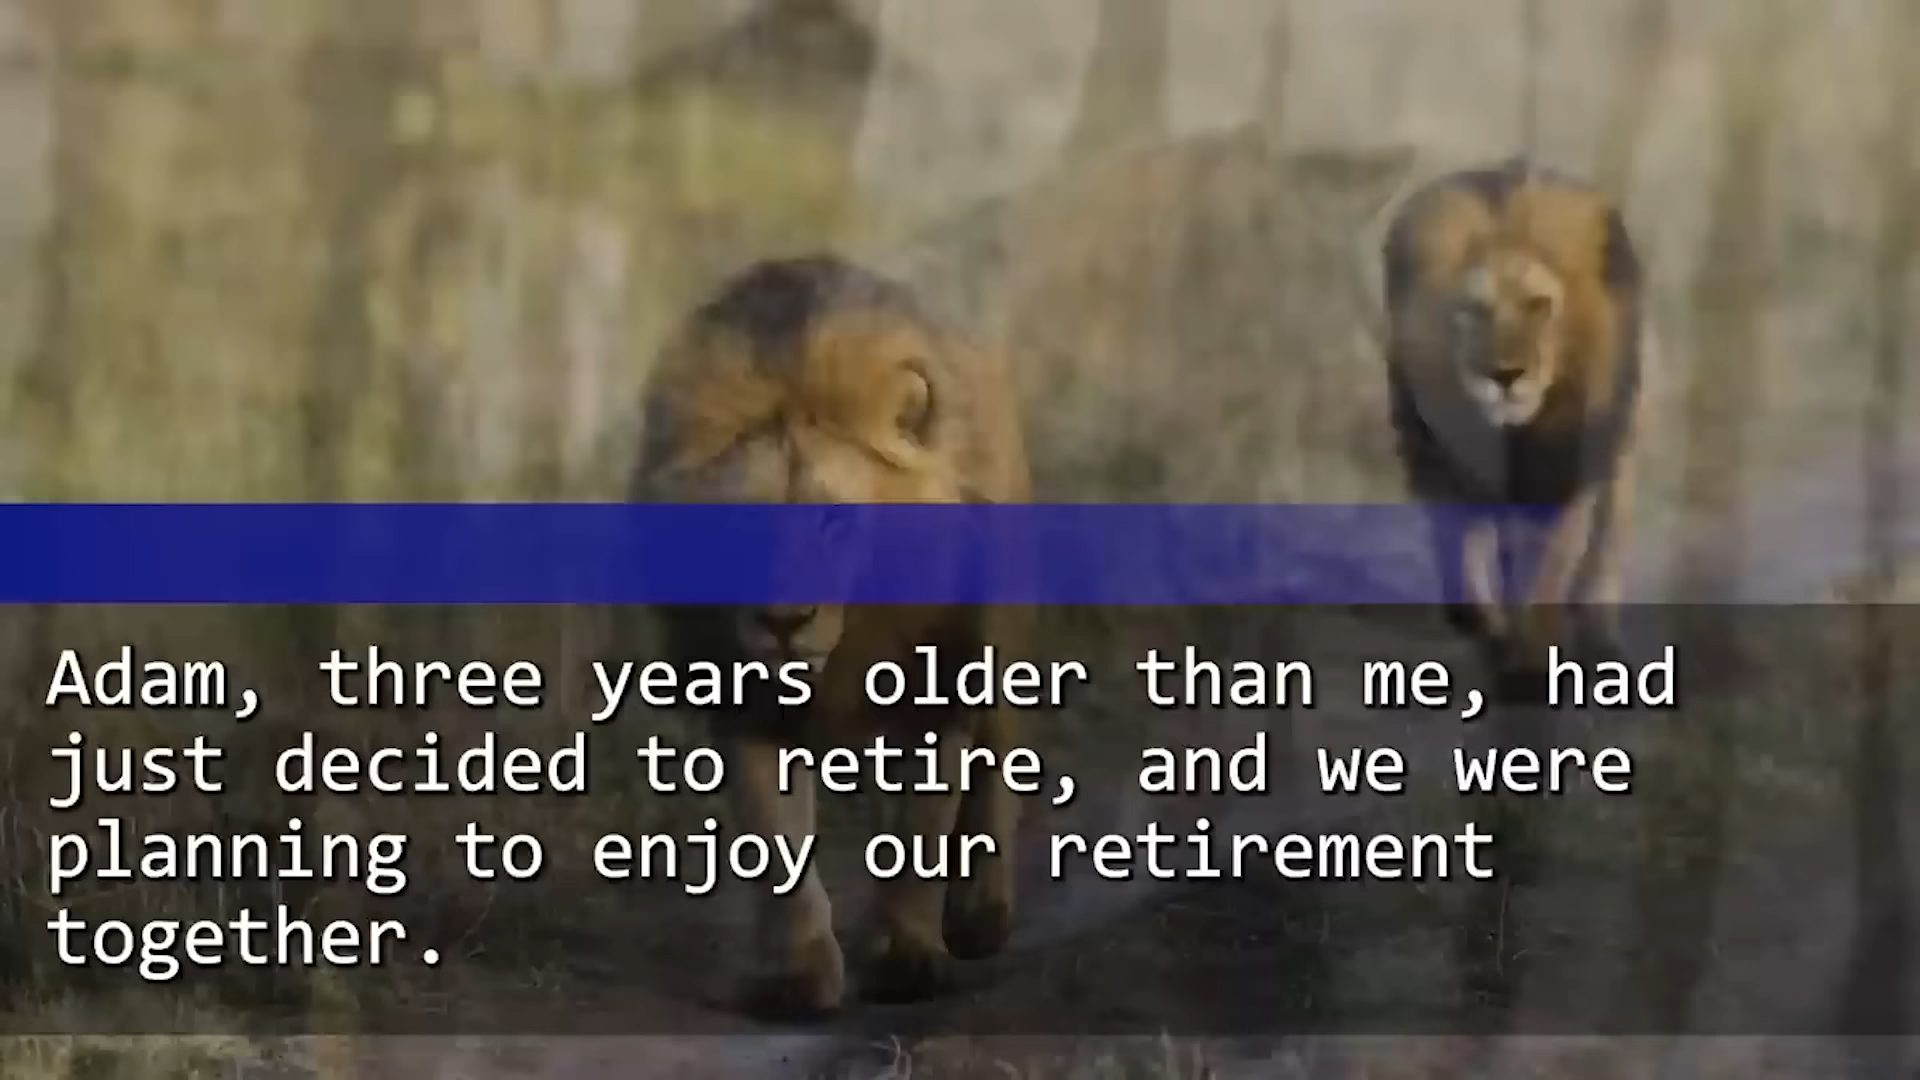 Adam, three years older than me, had
just decided to retire, and we were
planning to enjoy our retirement
together.